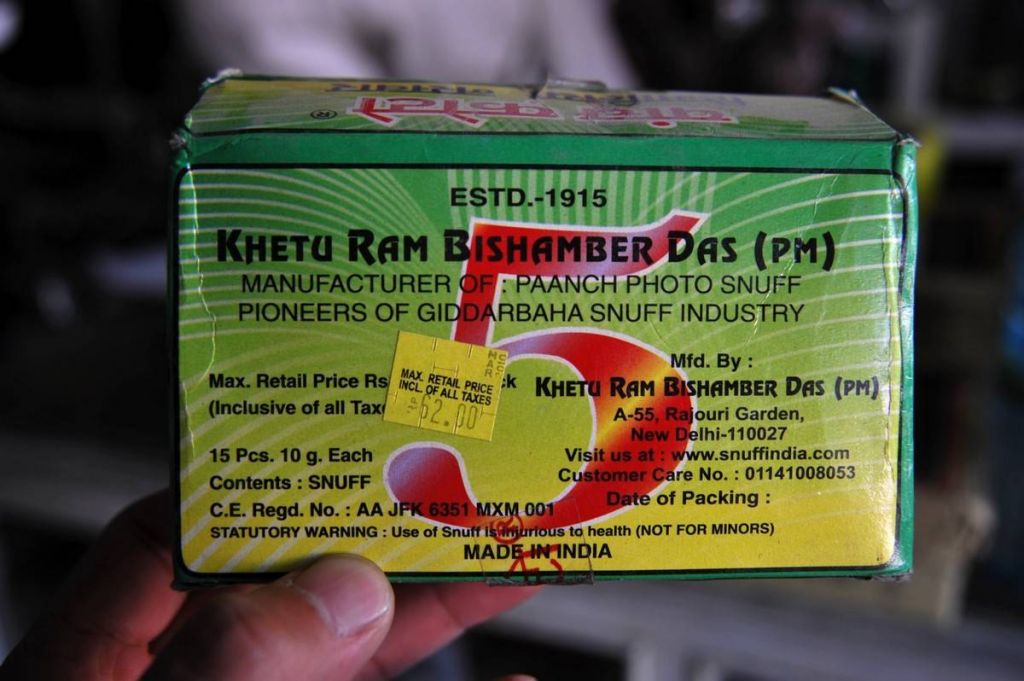 ®
ESTD.-1915
KHETU RAM BISHAMBER DAS (PM)
MANUFACTURER OF : PAANCH PHOTO SNUFF
PIONEERS OF GIDDARBAHA SNUFF INDUSTRY
5
Max. Retail Price Rs
(Inclusive of all
MAX. RETAIL PRICE
INCL. OF ALL TAXES
62.00
15 Pcs. 10 g. Each
Contents : SNUFF
C.E. Regd. No. : AA JFK 6351 MXM 001
Mfd. By :
KHETU RAM BISHAMBER DAS (PM)
A-55, Rajouri Garden,
New Delhi-110027
Visit us at : www.snuffindia.com
Customer Care No. : 01141008053
Date of Packing :
STATUTORY WARNING : Use of Snuff is injurious to health (NOT FOR MINORS)
MADE IN INDIA